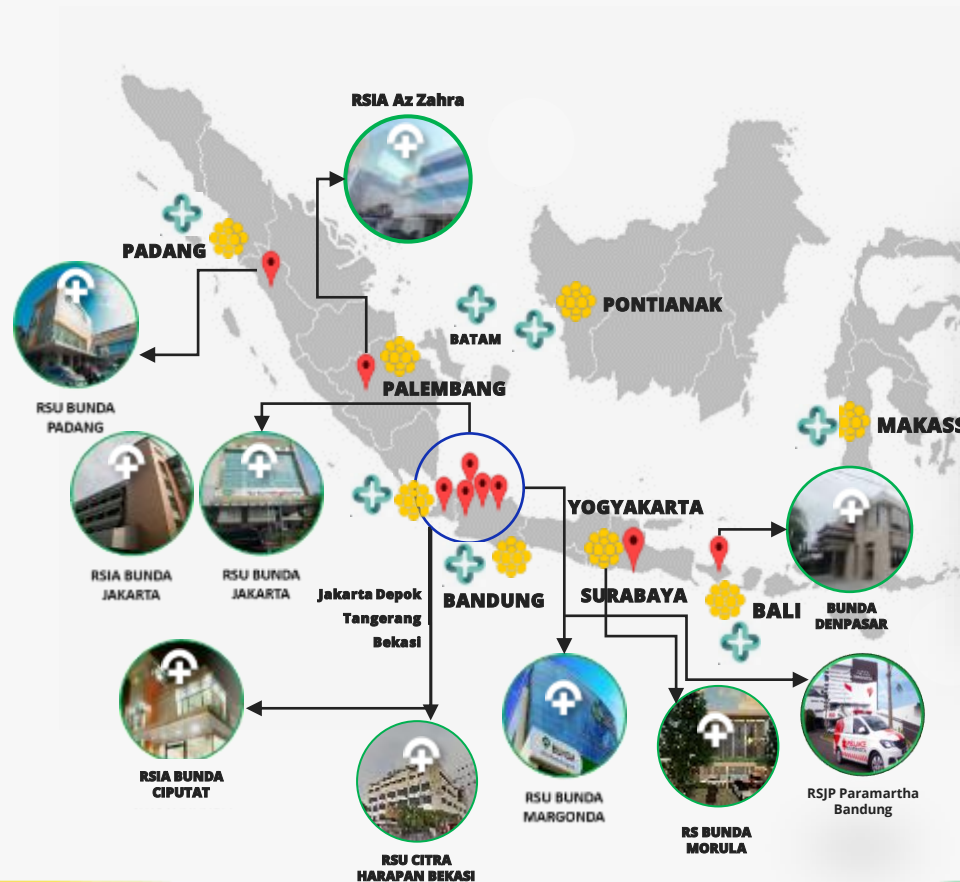 RSIA Az Zahra
PADANG
PONTIANAK
BATAM
PALEMBANG
RSU BUNDA
PADANG
MAKASS
YOGYAKARTA
RSIA BUNDA
JAKARTA
RSU BUNDA
JAKARTA
Jakarta Depok
Tangerang
Bekasi
BANDUNG
SURABAYA
BALI
BUNDA
DENPASAR
RSIA BUNDA
CIPUTAT
RSU BUNDA
MARGONDA
RSJP Paramartha
Bandung
RS BUNDA
MORULA
RSU CITRA
HARAPAN BEKASI